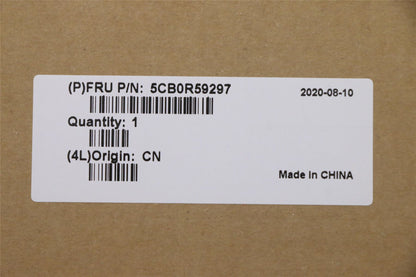 (P)FRU P/N: 5CB0R59297
2020-08-10
Quantity: 1
(4L)Origin: CN
Made in CHINA